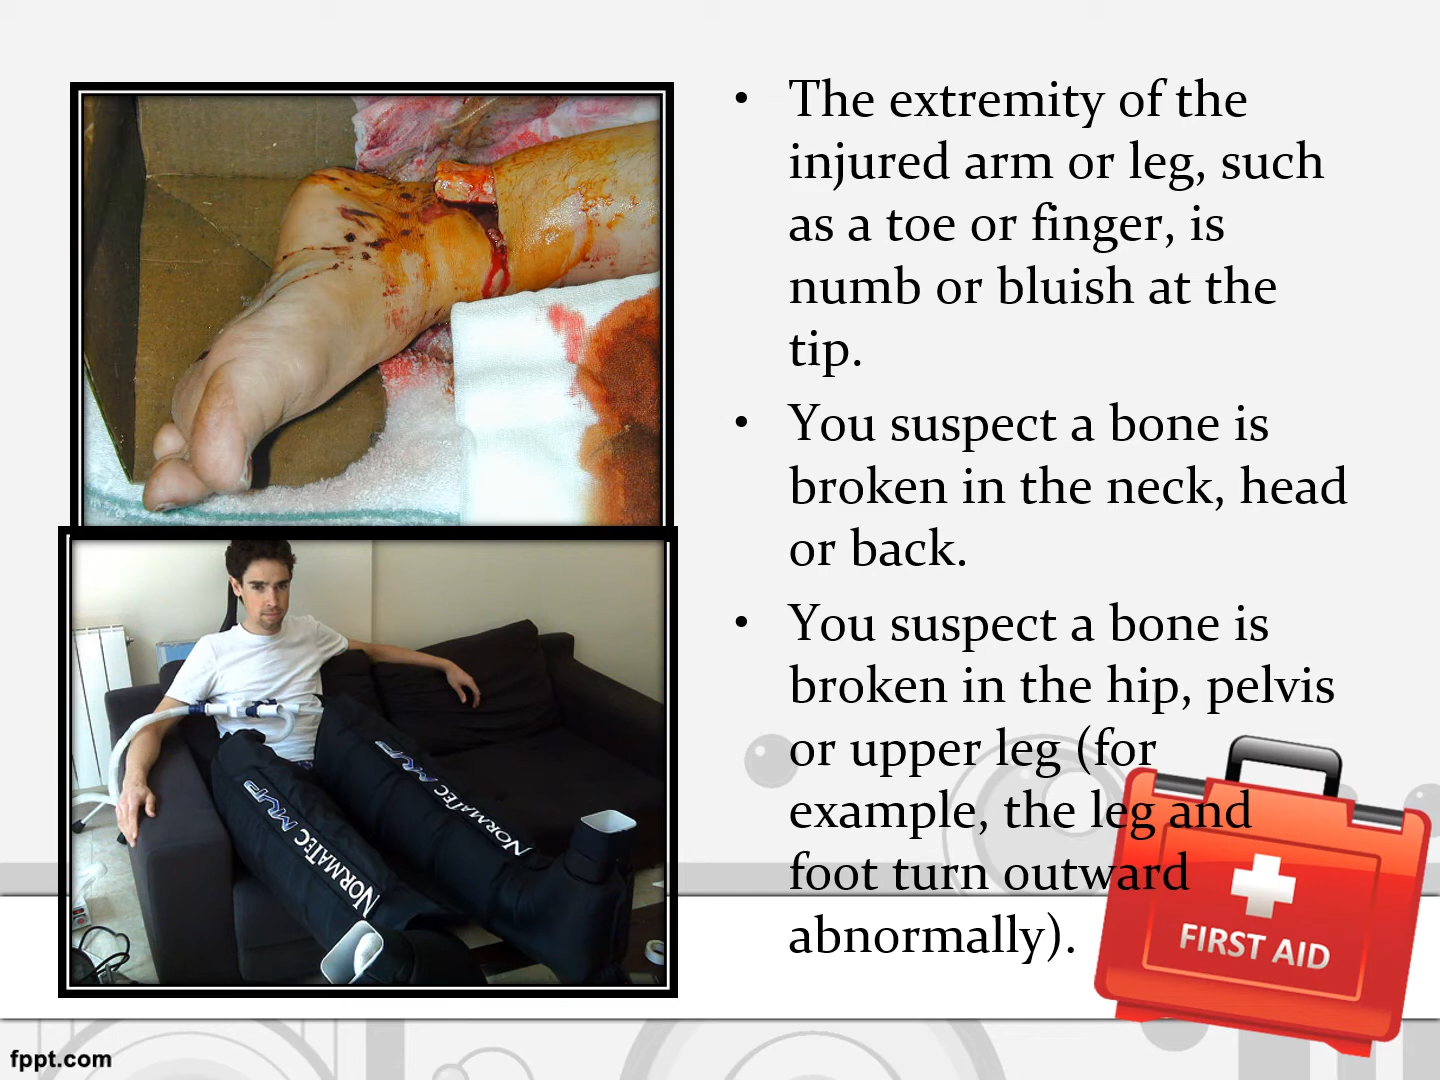 • The extremity of the
injured arm or leg, such
as a toe or finger, is
numb or bluish at the
tip.
• You suspect a bone is
broken in the neck, head
or back.
• You suspect a bone is
broken in the hip, pelvis
or upper leg (for
example, the leg and
foot turn outward
abnormally).
NORMATEC MVP
NORMATEC MVP
FIRST AID
fppt.com